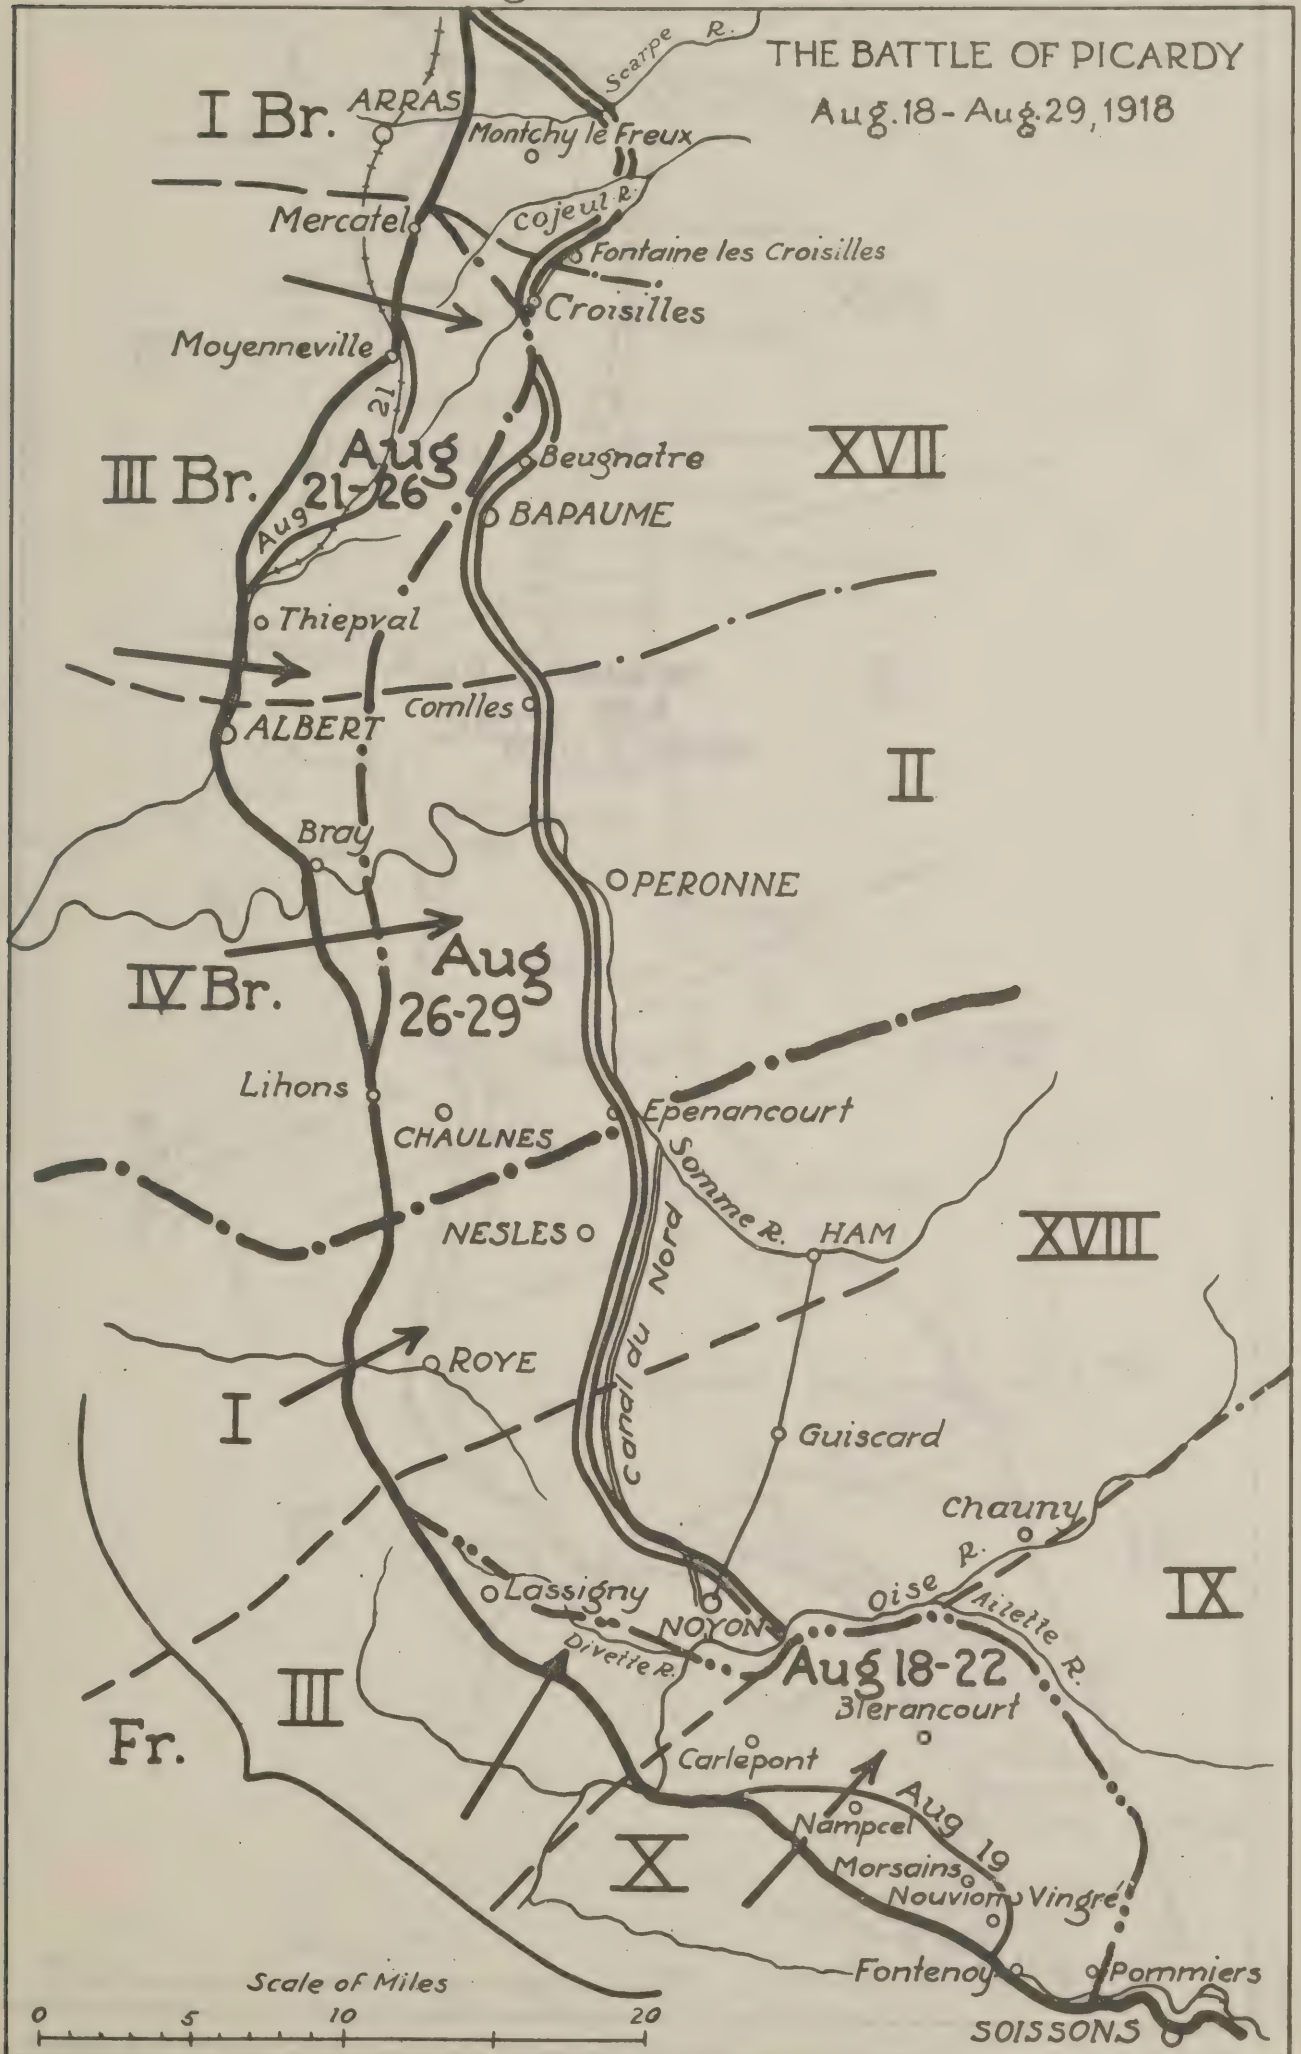 THE BATTLE OF PICARDY
Aug.18-Aug.29,1918
Scarpe R.
I Br.
ARRAS
Montchy le Freux
Cojeul R.
Mercatel
Fontaine les Croisilles
Croisilles
Moyenneville
21
Aug
21-26
III Br.
Aug
XVII
Beugnatre
BAPAUME
Thiepval
Comlles
ALBERT
II
Bray
PERONNE
Aug
26-29
IV Br.
Lihons
CHAULNES
Epenancourt
Somme R.
NESLES
HAM
XVIII
Canal du Nord
ROYE
I
Guiscard
Chauny
Oise R.
Ailette R.
IX
Lassigny
NOYON
Divette R.
Aug 18-22
III
Fr.
Blerancourt
Carlepont
Aug 19
Nampcel
X
Morsains
Nouvion Vingré
Fontenoy
Pommiers
SOISSONS
Scale of Miles
0 5 10 20